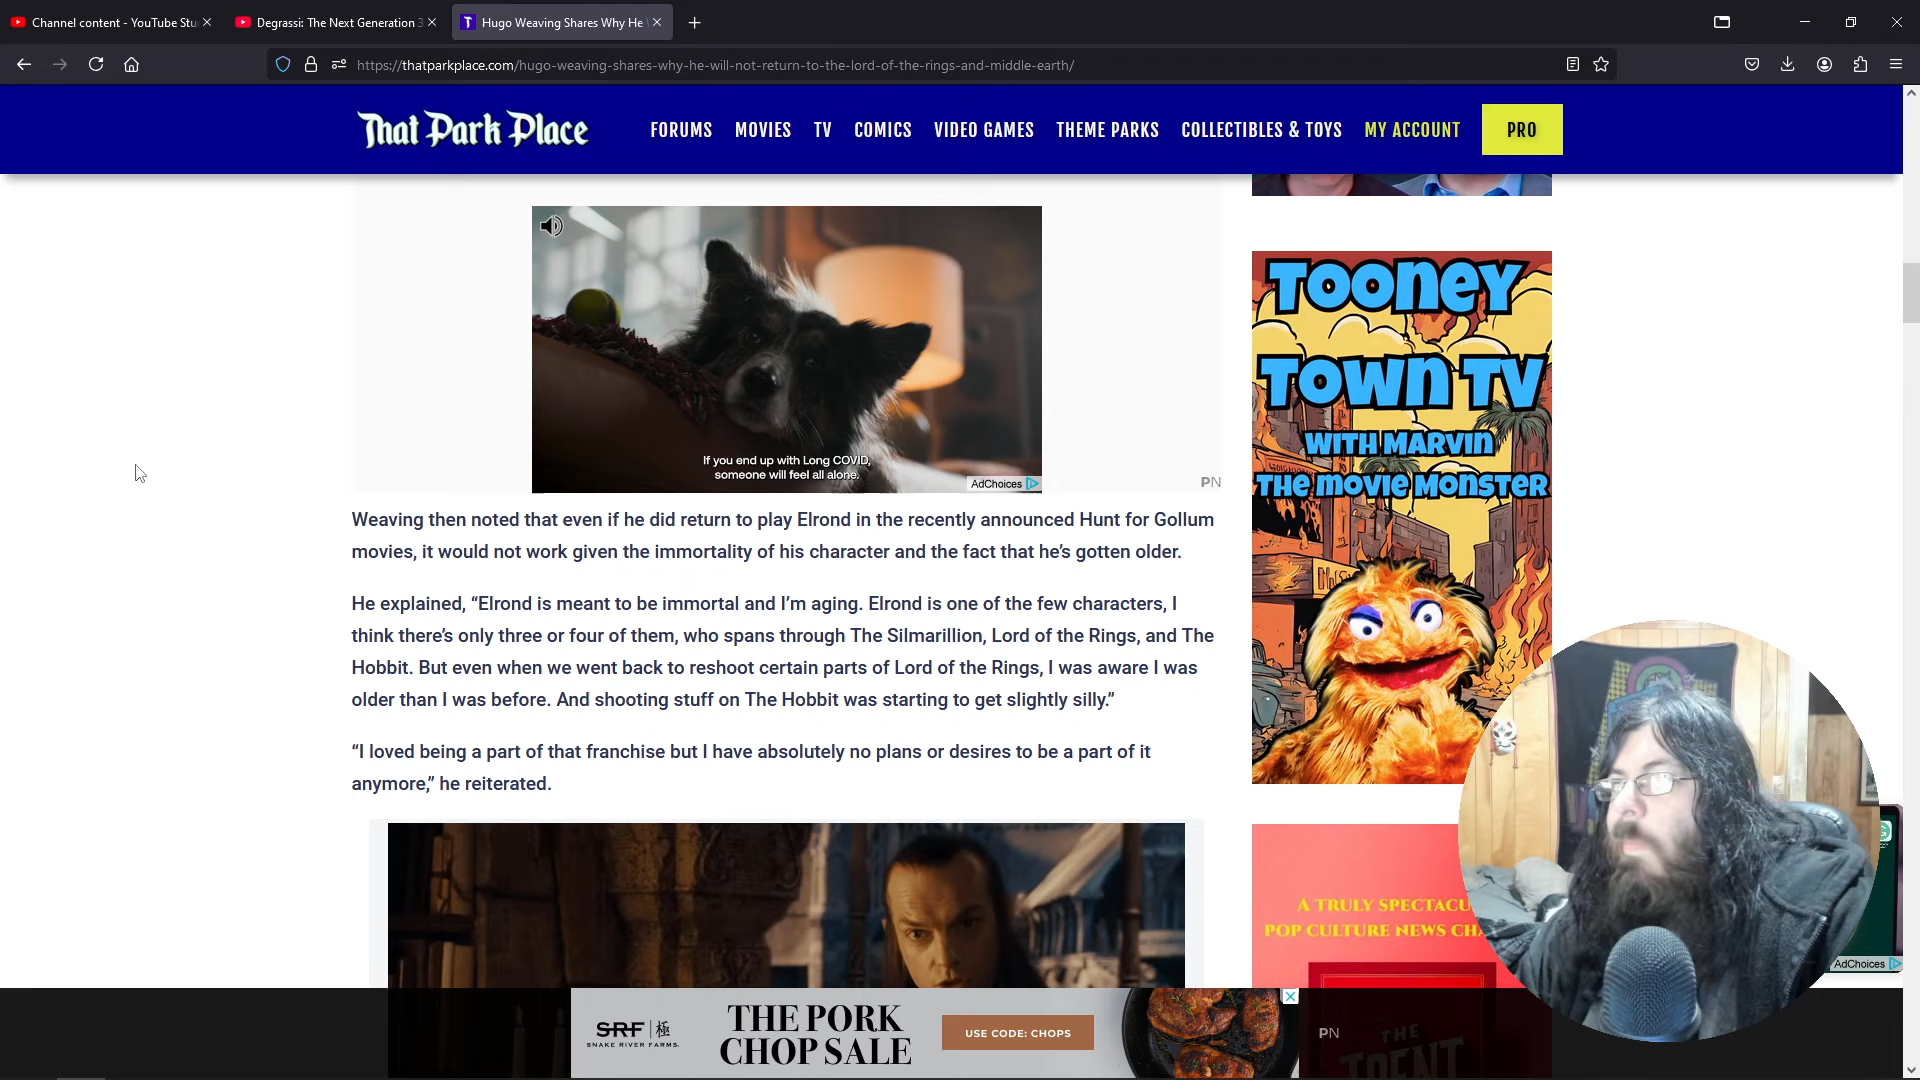 Channel content - YouTube Stu
Degrassi: The Next Generation 3
Hugo Weaving Shares Why He W
https://thatparkplace.com/hugo-weaving-shares-why-he-will-not-return-to-the-lord-of-the-rings-and-middle-earth/
That Park Place
FORUMS
MOVIES
TV
COMICS
VIDEO GAMES
THEME PARKS
COLLECTIBLES & TOYS
MY ACCOUNT
PRO
If you end up with Long COVID,
someone will feel all alone.
AdChoices
PN
Weaving then noted that even if he did return to play Elrond in the recently announced Hunt for Gollum
movies, it would not work given the immortality of his character and the fact that he’s gotten older.
He explained, “Elrond is meant to be immortal and I’m aging. Elrond is one of the few characters, I
think there’s only three or four of them, who spans through The Silmarillion, Lord of the Rings, and The
Hobbit. But even when we went back to reshoot certain parts of Lord of the Rings, I was aware I was
older than I was before. And shooting stuff on The Hobbit was starting to get slightly silly.”
“I loved being a part of that franchise but I have absolutely no plans or desires to be a part of it
anymore,” he reiterated.
TOONEY
TOWN TV
WITH MARVIN
THE MOVIE MONSTER
A TRULY SPECTACU
POP CULTURE NEWS CHA
AdChoices
SRF 極
SNAKE RIVER FARMS.
THE PORK
CHOP SALE
USE CODE: CHOPS
PN
THE